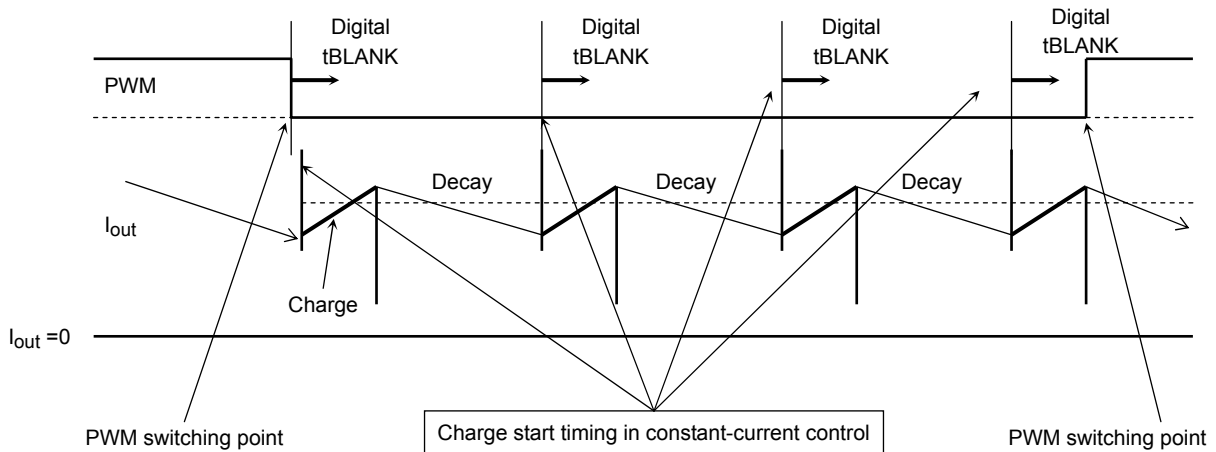 Digital
tBLANK
Digital
tBLANK
Digital
tBLANK
Digital
tBLANK
PWM
Decay
Decay
Decay
Iout
Charge
Iout =0
PWM switching point
Charge start timing in constant-current control
PWM switching point